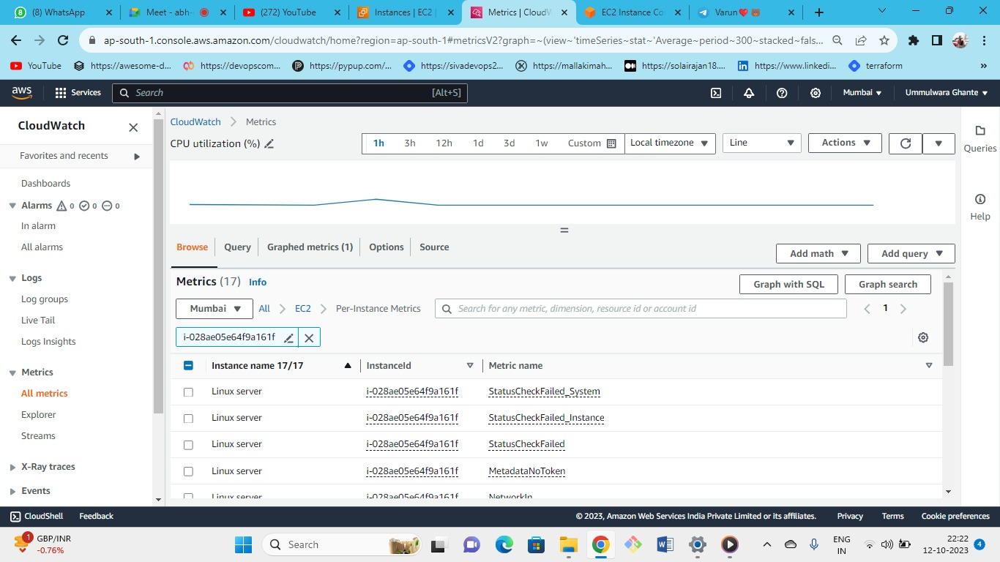 (8) WhatsApp
Meet - abh-
(272) YouTube
Instances | EC2 |
Metrics | CloudW
EC2 Instance Co
Varun❤️🐻
ap-south-1.console.aws.amazon.com/cloudwatch/home?region=ap-south-1#metricsV2?graph=~(view~'timeSeries~stat~'Average~period~300~stacked~fals...
YouTube
https://awesome-d...
https://devopscom...
https://pypup.com/...
https://sivadevops2...
https://mallakimah...
https://solairajan18....
https://www.linkedi...
terraform
»
aws
Services
Search
[Alt+S]
Mumbai
Ummulwara Ghante
CloudWatch
Favorites and recents
Dashboards
Alarms
0
0
0
In alarm
All alarms
Logs
Log groups
Live Tail
Logs Insights
Metrics
All metrics
Explorer
Streams
X-Ray traces
Events
CloudWatch
Metrics
CPU utilization (%)
1h
3h
12h
1d
3d
1w
Custom
Local timezone
Line
Actions
Queries
Help
Browse
Query
Graphed metrics (1)
Options
Source
Add math
Add query
Metrics (17)
Info
Graph with SQL
Graph search
Mumbai
All
EC2
Per-Instance Metrics
Search for any metric, dimension, resource id or account id
1
i-028ae05e64f9a161f
Instance name 17/17
InstanceId
Metric name
Linux server
i-028ae05e64f9a161f
StatusCheckFailed_System
Linux server
i-028ae05e64f9a161f
StatusCheckFailed_Instance
Linux server
i-028ae05e64f9a161f
StatusCheckFailed
Linux server
i-028ae05e64f9a161f
MetadataNoToken
Linux server
i-028ae05e64f9a161f
NetworkIn
CloudShell
Feedback
© 2023, Amazon Web Services India Private Limited or its affiliates.
Privacy
Terms
Cookie preferences
1
GBP/INR
-0.76%
Search
ENG
IN
22:22
12-10-2023
4